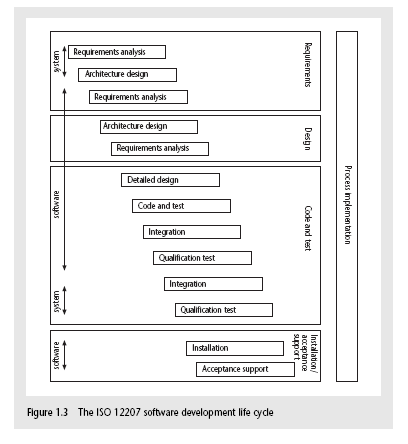 system
Requirements analysis
Architecture design
Requirements analysis
Requirements
Architecture design
Requirements analysis
Design
software
Detailed design
Code and test
Integration
Qualification test
Integration
Qualification test
system
Code and test
Installation
Acceptance support
software
Installation/
acceptance
support
Process implementation
Figure 1.3 The ISO 12207 software development life cycle